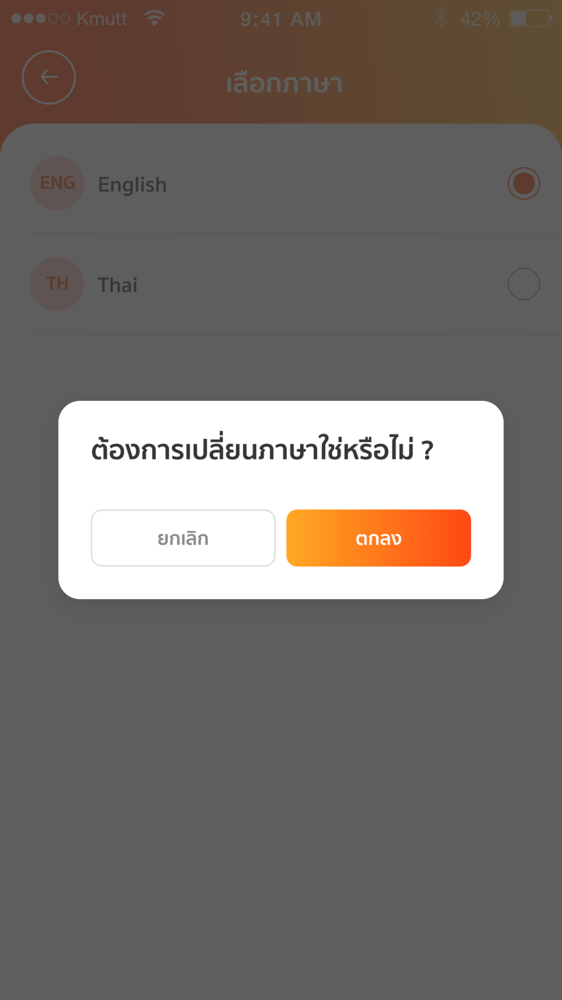 Kmutt 9:41 AM 42%
เลือกภาษา
ENG English
TH Thai
ต้องการเปลี่ยนภาษาใช่หรือไม่ ?
ยกเลิก ตกลง